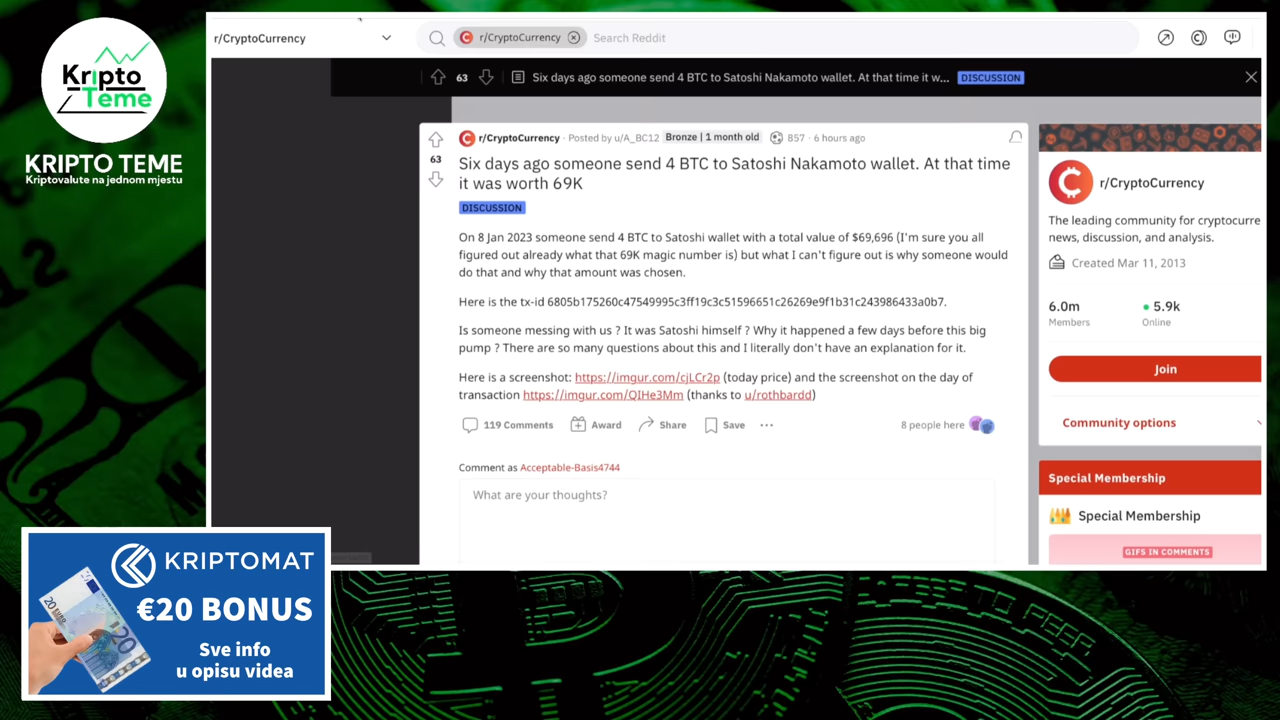 Kripto
Teme
KRIPTO TEME
Kriptovalute na jednom mjestu
r/CryptoCurrency
r/CryptoCurrency
Search Reddit
63
Six days ago someone send 4 BTC to Satoshi Nakamoto wallet. At that time it w...
DISCUSSION
r/CryptoCurrency · Posted by u/A_BC12 Bronze | 1 month old 857 · 6 hours ago
63
Six days ago someone send 4 BTC to Satoshi Nakamoto wallet. At that time
it was worth 69K
DISCUSSION
On 8 Jan 2023 someone send 4 BTC to Satoshi wallet with a total value of $69,696 (I'm sure you all
figured out already what that 69K magic number is) but what I can't figure out is why someone would
do that and why that amount was chosen.
Here is the tx-id 6805b175260c47549995c3ff19c3c51596651c26269e9f1b31c243986433a0b7.
Is someone messing with us ? It was Satoshi himself ? Why it happened a few days before this big
pump ? There are so many questions about this and I literally don't have an explanation for it.
Here is a screenshot: https://imgur.com/cjLCr2p (today price) and the screenshot on the day of
transaction https://imgur.com/QIHe3Mm (thanks to u/rothbardd)
119 Comments
Award
Share
Save
8 people here
Comment as Acceptable-Basis4744
What are your thoughts?
r/CryptoCurrency
The leading community for cryptocurre
news, discussion, and analysis.
Created Mar 11, 2013
6.0m
5.9k
Members
Online
Join
Community options
Special Membership
Special Membership
GIFS IN COMMENTS
KRIPTOMAT
€20 BONUS
Sve info
u opisu videa